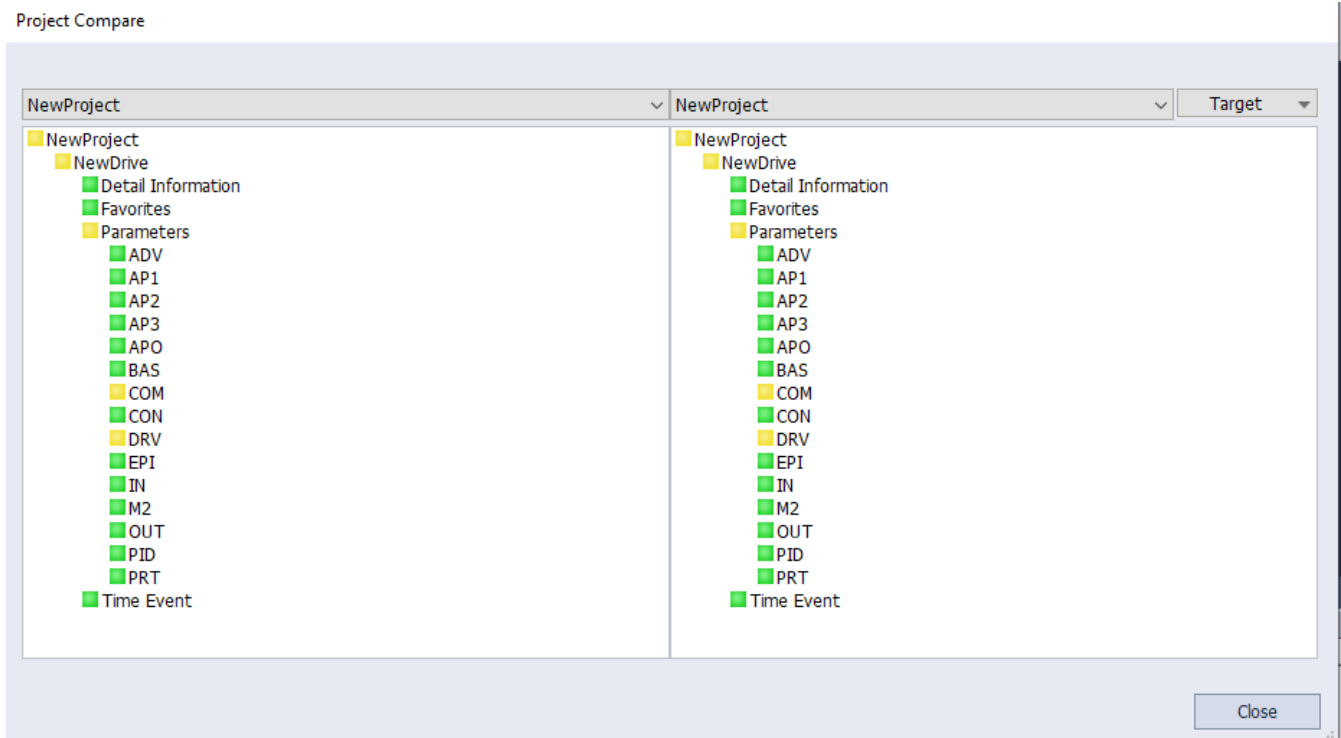 Project Compare
NewProject NewProject Target
NewProject NewProject
NewDrive NewDrive
Detail Information Detail Information
Favorites Favorites
Parameters Parameters
ADV ADV
AP1 AP1
AP2 AP2
AP3 AP3
APO APO
BAS BAS
COM COM
CON CON
DRV DRV
EPI EPI
IN IN
M2 M2
OUT OUT
PID PID
PRT PRT
Time Event Time Event
Close